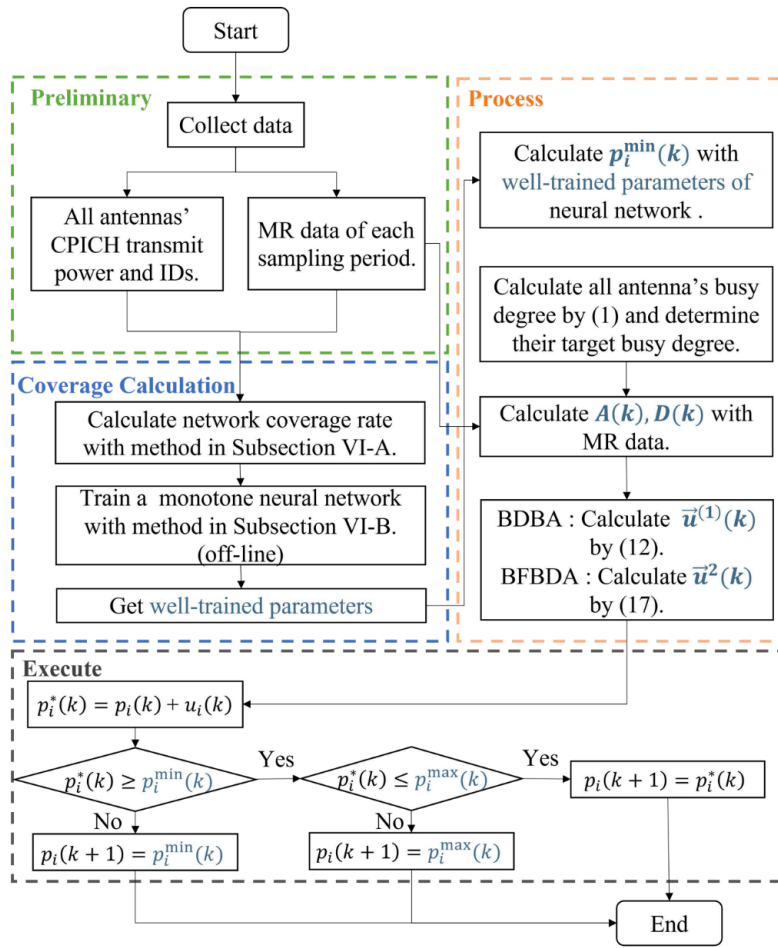 Start
Preliminary
Collect data
All antennas’
CPICH transmit
power and IDs.
MR data of each
sampling period.
Coverage Calculation
Calculate network coverage rate
with method in Subsection VI-A.
Train a monotone neural network
with method in Subsection VI-B.
(off-line)
Get well-trained parameters
Process
Calculate p_i^min(k) with
well-trained parameters of
neural network .
Calculate all antenna’s busy
degree by (1) and determine
their target busy degree.
Calculate A(k), D(k) with
MR data.
BDBA : Calculate u⃗^(1)(k)
by (12).
BFBDA : Calculate u⃗^2(k)
by (17).
Execute
p_i^*(k) = p_i(k) + u_i(k)
p_i^*(k) ≥ p_i^min(k)
Yes
No
p_i(k + 1) = p_i^min(k)
p_i^*(k) ≤ p_i^max(k)
Yes
No
p_i(k + 1) = p_i^max(k)
p_i(k + 1) = p_i^*(k)
End